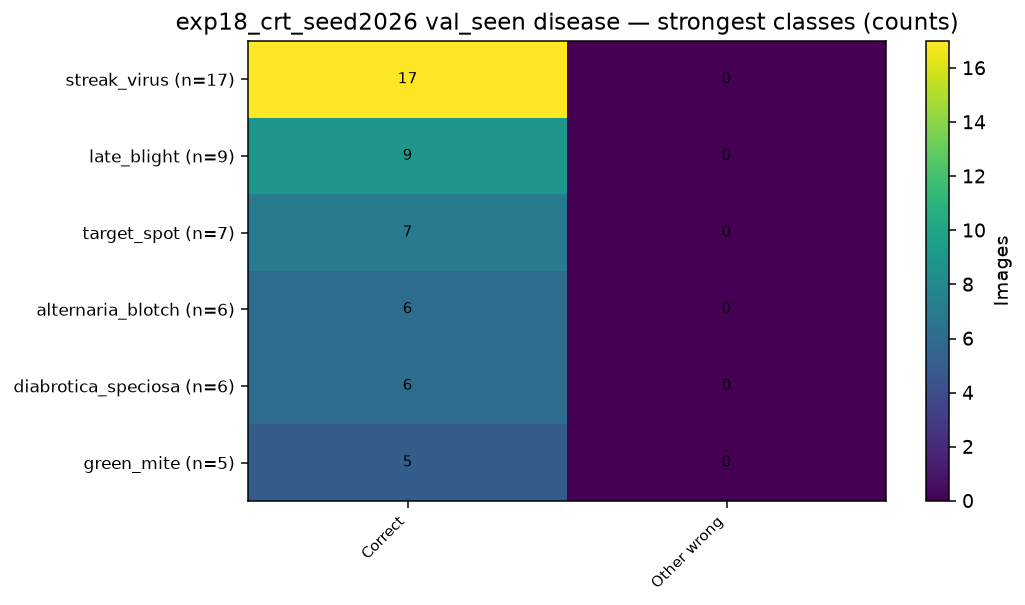 exp18_crt_seed2026 val_seen disease — strongest classes (counts)
streak_virus (n=17)
17
0
late_blight (n=9)
9
0
target_spot (n=7)
7
0
alternaria_blotch (n=6)
6
0
diabrotica_speciosa (n=6)
6
0
green_mite (n=5)
5
0
Correct
Other wrong
16
14
12
10
8
6
4
2
0
Images